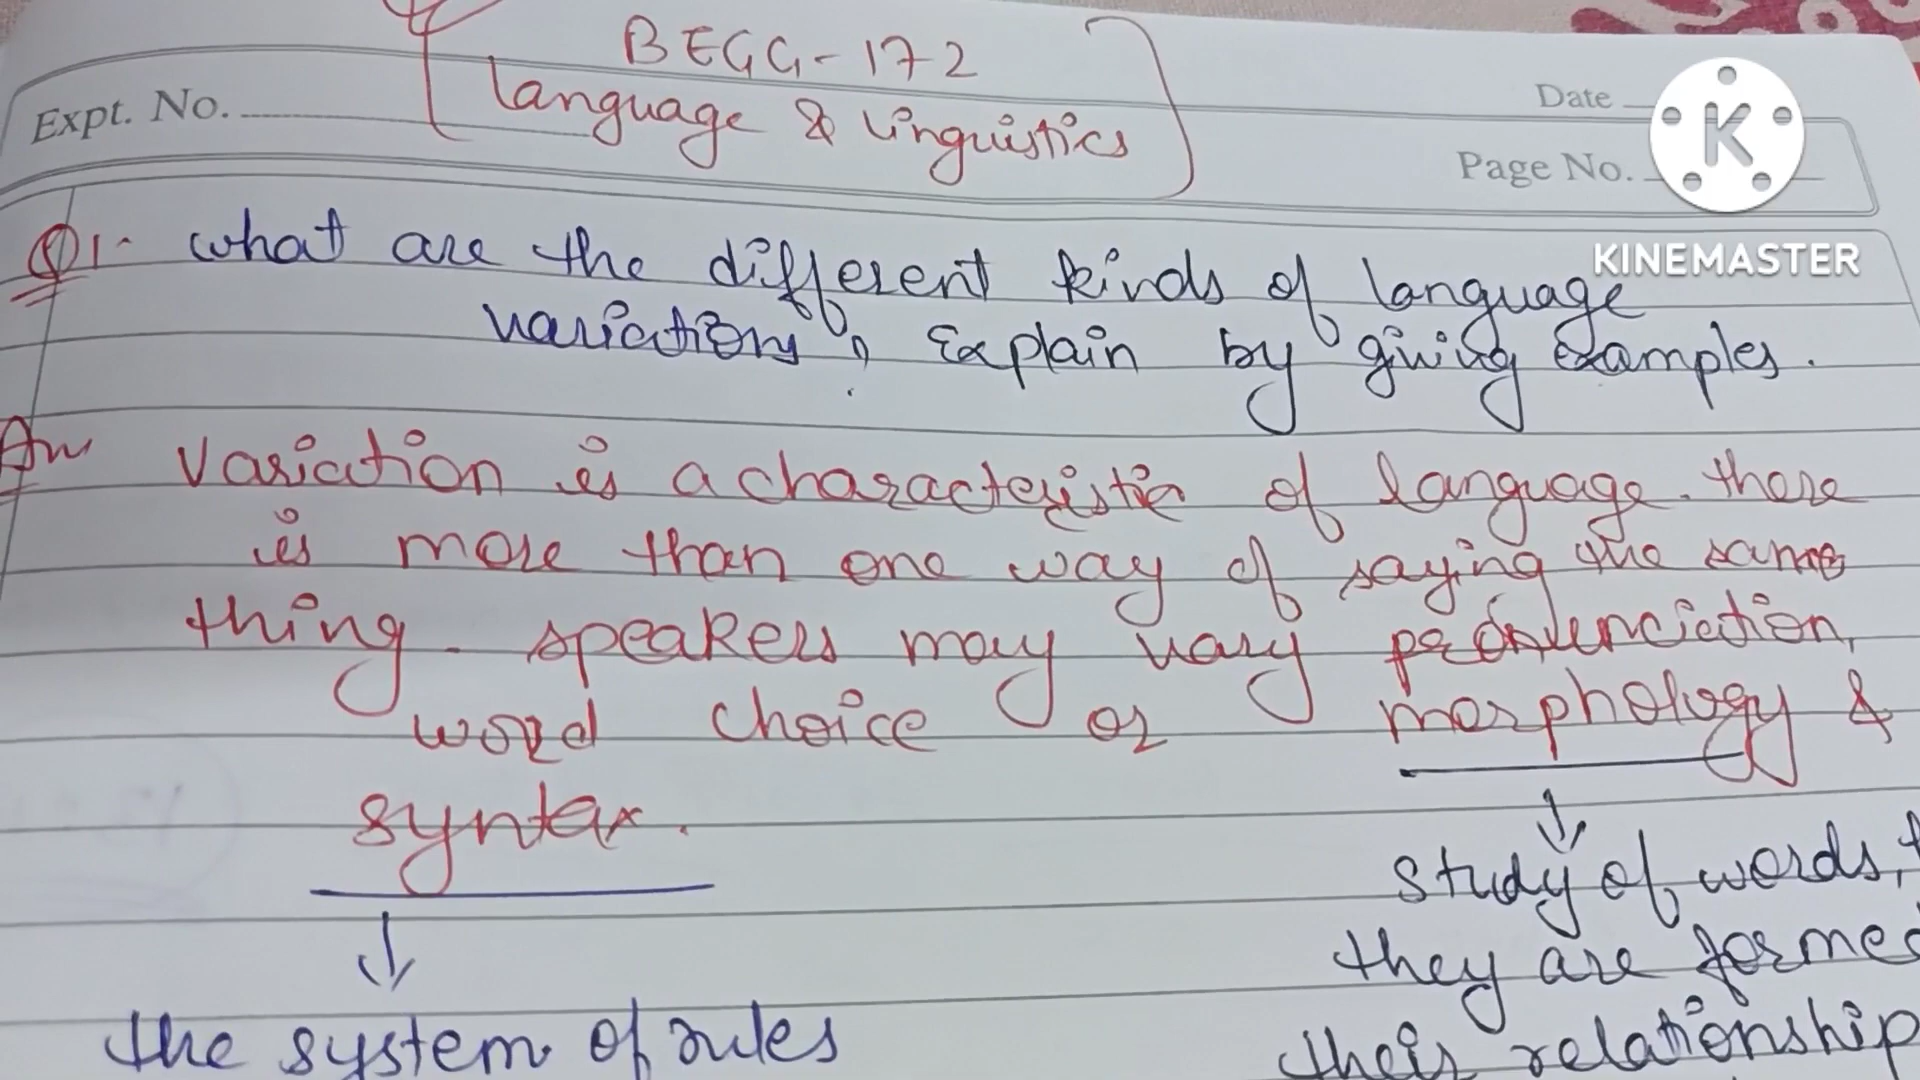 BEGG-172
Language & Linguistics
Expt. No.
Date
Page No.
K
KINEMASTER
Q1. what are the different kinds of language
variations? Explain by giving examples.
Ans Variation is a characteristic of language. there
is more than one way of saying the same
thing. speakers may vary pronunciation,
word choice or morphology &
syntax.
study of words,
they are formed
the system of rules
their relationship